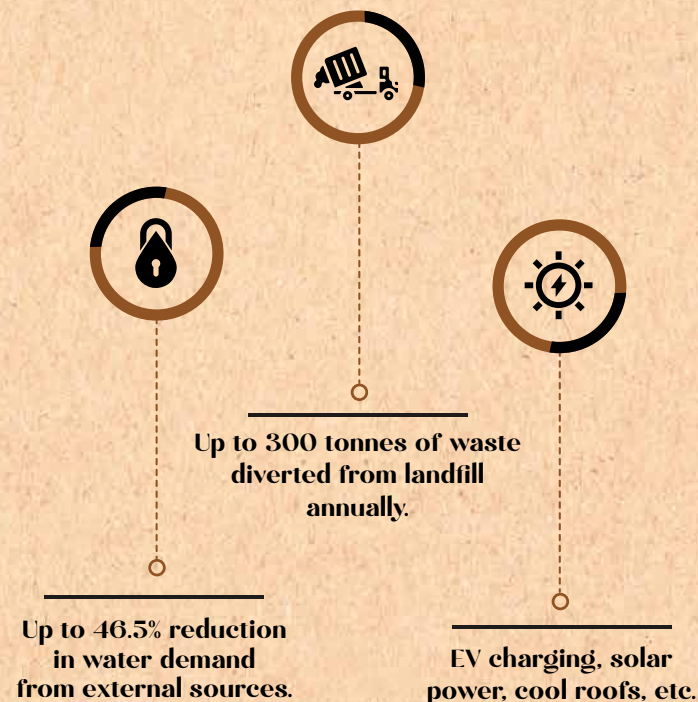 Up to 300 tonnes of waste
diverted from landfill
annually.
Up to 46.5% reduction
in water demand
from external sources.
EV charging, solar
power, cool roofs, etc.